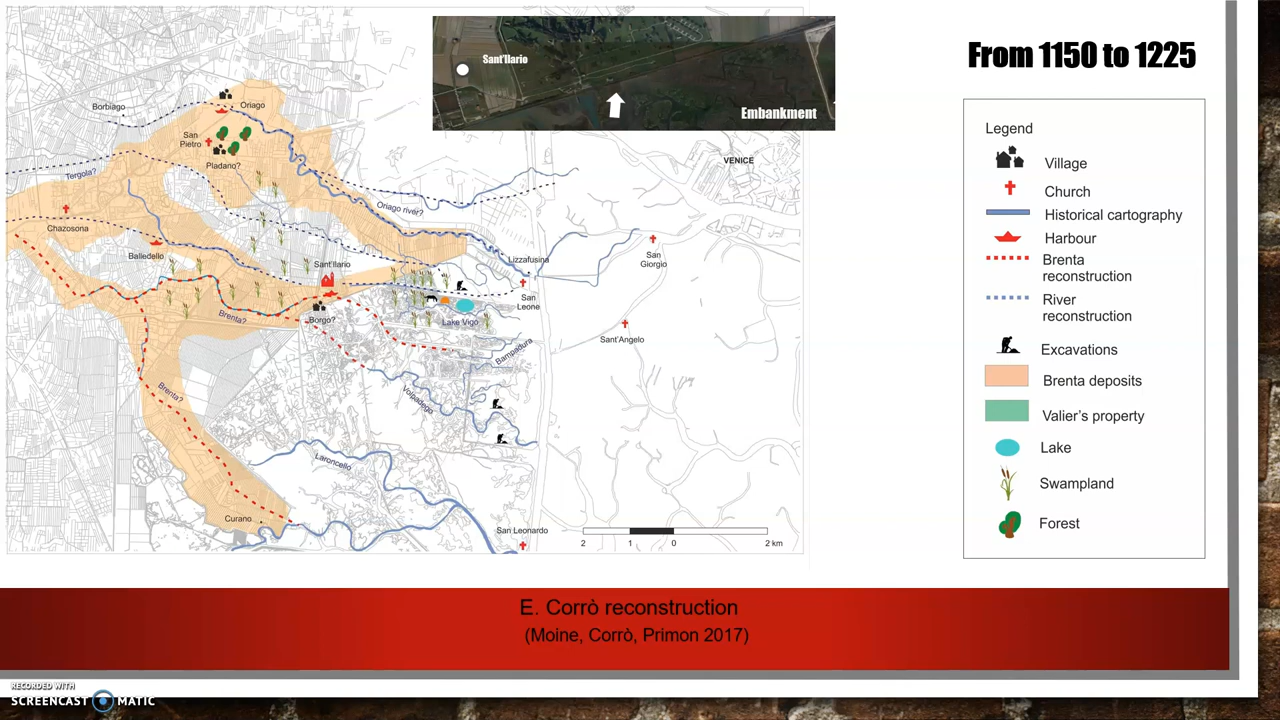 From 1150 to 1225
Sant'Ilario
Embankment
Borbiago
Oriago
San
Pietro
Pladano?
Tergola?
VENICE
Oriago river?
Chazosona
Balledello
Sant'Ilario
Lizzafusina
San
Giorgio
San
Leone
Brenta?
Borgo?
Lake Vigo
Sant'Angelo
Bampadura
Volpadego
Brenta?
Laroncello
Curano
San Leonardo
2 1 0 2 km
Legend
Village
Church
Historical cartography
Harbour
Brenta
reconstruction
River
reconstruction
Excavations
Brenta deposits
Valier's property
Lake
Swampland
Forest
E. Corrò reconstruction
(Moine, Corrò, Primon 2017)
RECORDED WITH
SCREENCAST MATIC